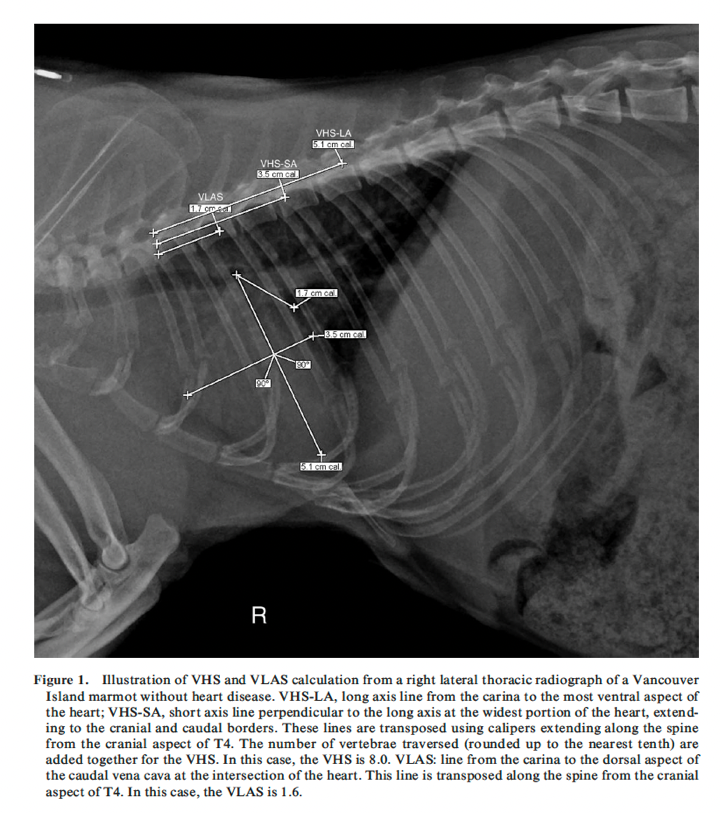 VHS-LA
5.1 cm cal.
VHS-SA
3.5 cm cal.
VLAS
1.7 cm cal.
1.7 cm cal.
3.5 cm cal.
90°
90°
5.1 cm cal.
R
Figure 1. Illustration of VHS and VLAS calculation from a right lateral thoracic radiograph of a Vancouver
Island marmot without heart disease. VHS-LA, long axis line from the carina to the most ventral aspect of
the heart; VHS-SA, short axis line perpendicular to the long axis at the widest portion of the heart, extend-
ing to the cranial and caudal borders. These lines are transposed using calipers extending along the spine
from the cranial aspect of T4. The number of vertebrae traversed (rounded up to the nearest tenth) are
added together for the VHS. In this case, the VHS is 8.0. VLAS: line from the carina to the dorsal aspect of
the caudal vena cava at the intersection of the heart. This line is transposed along the spine from the cranial
aspect of T4. In this case, the VLAS is 1.6.